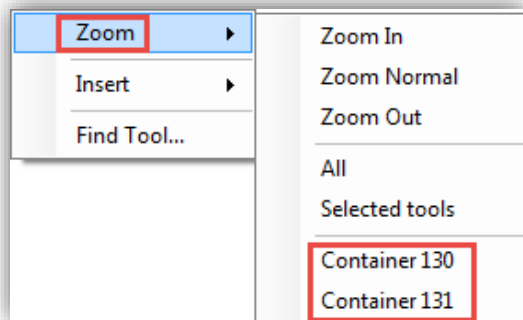 Zoom
Insert
Find Tool...
Zoom In
Zoom Normal
Zoom Out
All
Selected tools
Container 130
Container 131